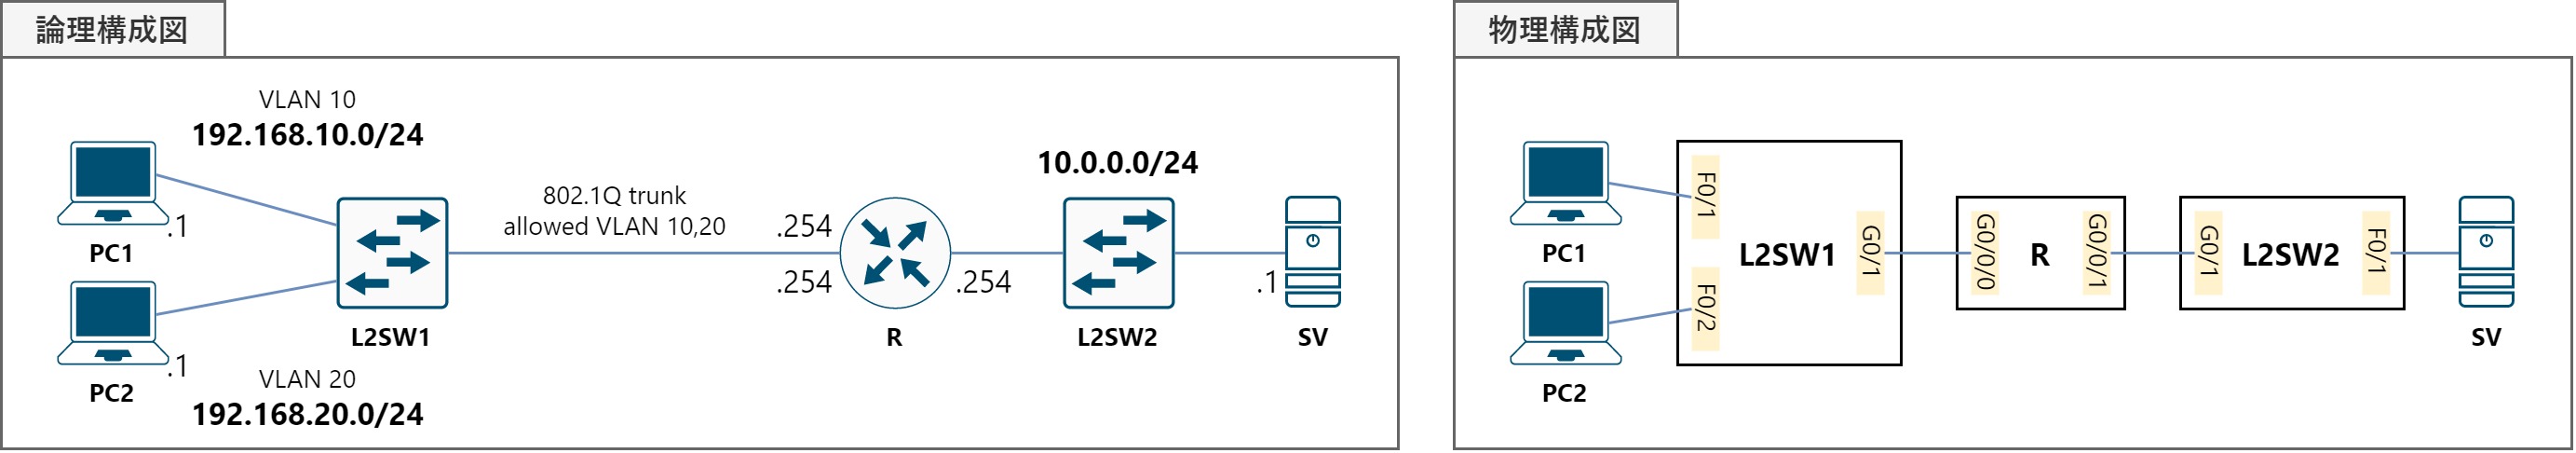 論理構成図
VLAN 10
192.168.10.0/24
.1
PC1
.1
PC2
VLAN 20
192.168.20.0/24
L2SW1
802.1Q trunk
allowed VLAN 10,20
.254
.254
R
.254
10.0.0.0/24
L2SW2
.1
SV
物理構成図
PC1
PC2
F0/1
F0/2
L2SW1
G0/1
G0/0/0
R
G0/0/1
G0/1
L2SW2
F0/1
SV